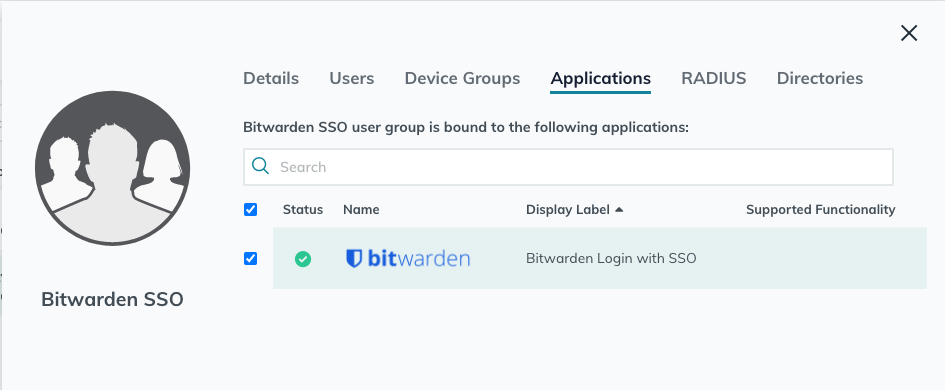 Details Users Device Groups Applications RADIUS Directories
Bitwarden SSO user group is bound to the following applications:
Search
Status Name Display Label Supported Functionality
bitwarden Bitwarden Login with SSO
Bitwarden SSO